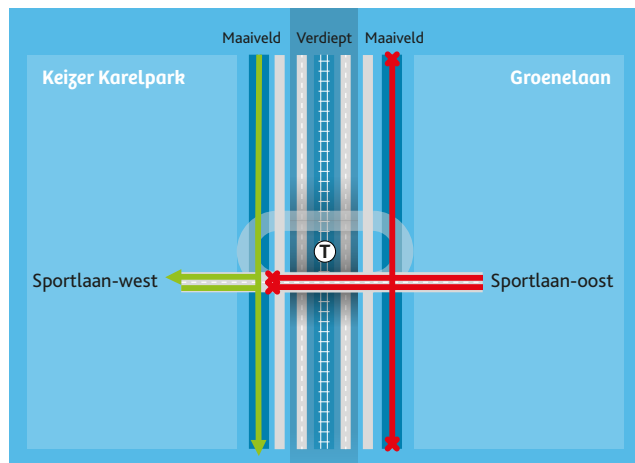 Maaiveld Verdiept Maaiveld
Keizer Karelpark Groenelaan
T
Sportlaan-west Sportlaan-oost